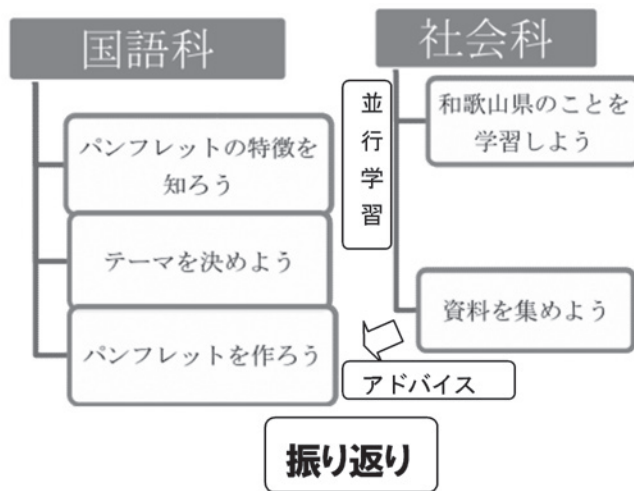 国語科
パンフレットの特徴を
知ろう
テーマを決めよう
パンフレットを作ろう
並行学習
社会科
和歌山県のことを
学習しよう
資料を集めよう
アドバイス
振り返り